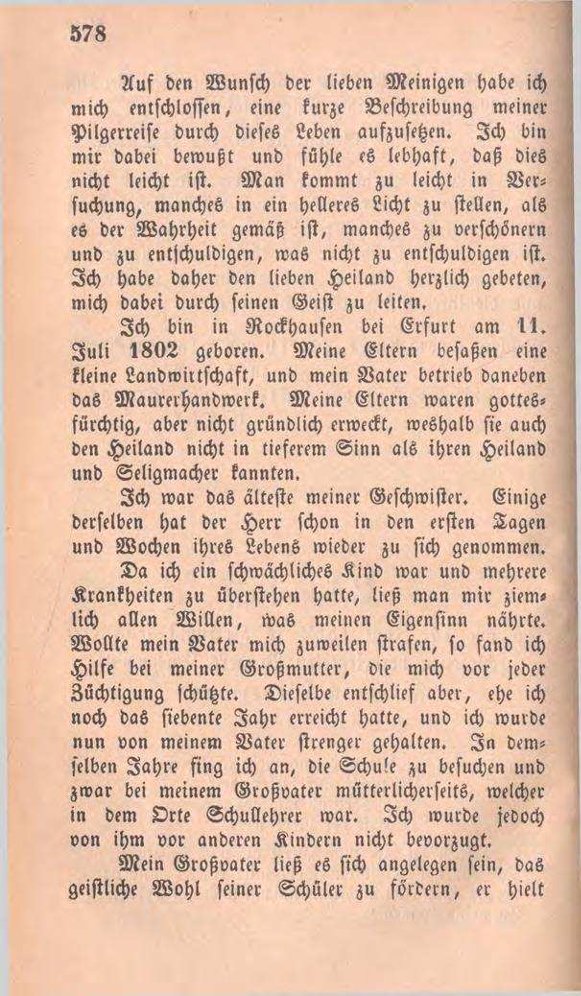 578
Auf den Wunsch der lieben Meinigen habe ich
mich entschlossen, eine kurze Beschreibung meiner
Pilgerreise durch dieses Leben aufzusetzen. Ich bin
mir dabei bewußt und fühle es lebhaft, daß dies
nicht leicht ist. Man kommt zu leicht in Ver-
suchung, manches in ein helleres Licht zu stellen, als
es der Wahrheit gemäß ist, manches zu verschönern
und zu entschuldigen, was nicht zu entschuldigen ist.
Ich habe daher den lieben Heiland herzlich gebeten,
mich dabei durch seinen Geist zu leiten.
Ich bin in Rockhausen bei Erfurt am 11.
Juli 1802 geboren. Meine Eltern besaßen eine
kleine Landwirtschaft, und mein Vater betrieb daneben
das Maurerhandwerk. Meine Eltern waren gottes-
fürchtig, aber nicht gründlich erweckt, weshalb sie auch
den Heiland nicht in tieferem Sinn als ihren Heiland
und Seligmacher kannten.
Ich war das älteste meiner Geschwister. Einige
derselben hat der Herr schon in den ersten Tagen
und Wochen ihres Lebens wieder zu sich genommen.
Da ich ein schwächliches Kind war und mehrere
Krankheiten zu überstehen hatte, ließ man mir ziem-
lich allen Willen, was meinen Eigensinn nährte.
Wollte mein Vater mich zuweilen strafen, so fand ich
Hilfe bei meiner Großmutter, die mich vor jeder
Züchtigung schützte. Dieselbe entschlief aber, ehe ich
noch das siebente Jahr erreicht hatte, und ich wurde
nun von meinem Vater strenger gehalten. In dem-
selben Jahre fing ich an, die Schule zu besuchen und
zwar bei meinem Großvater mütterlicherseits, welcher
in dem Orte Schullehrer war. Ich wurde jedoch
von ihm vor anderen Kindern nicht bevorzugt.
Mein Großvater ließ es sich angelegen sein, das
geistliche Wohl seiner Schüler zu fördern, er hielt